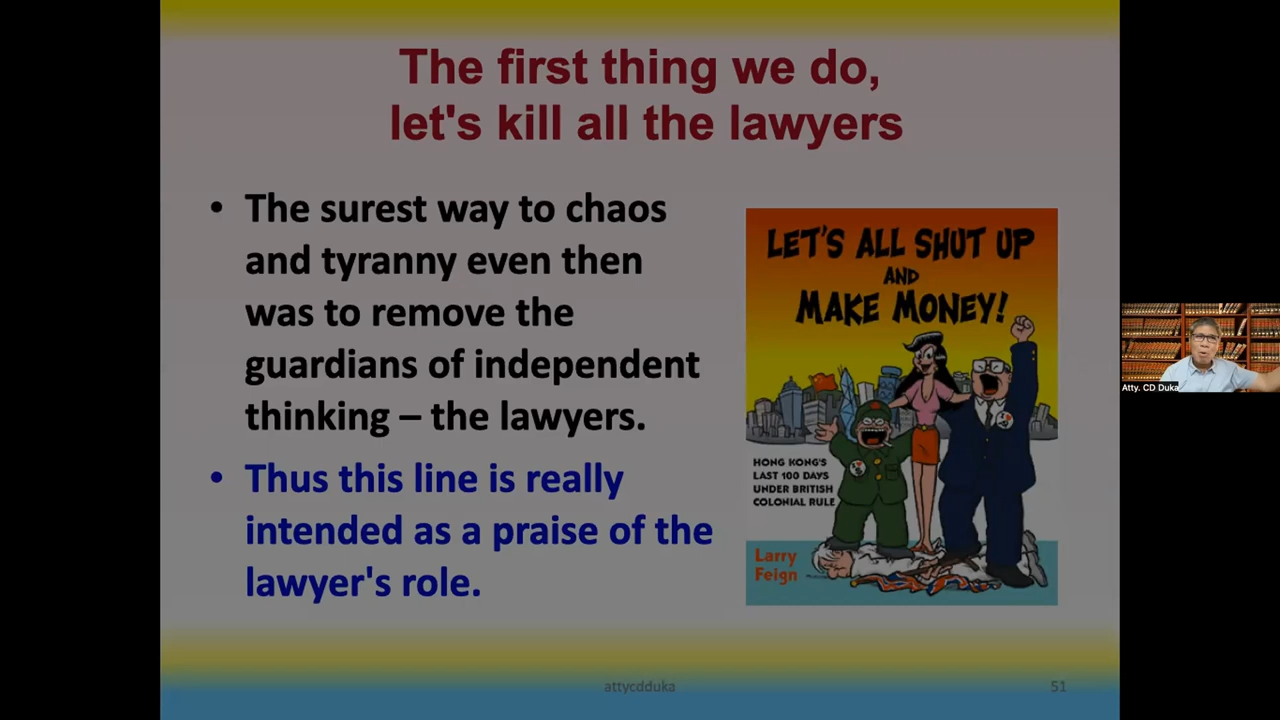 The first thing we do,
let's kill all the lawyers
• The surest way to chaos
and tyranny even then
was to remove the
guardians of independent
thinking – the lawyers.
• Thus this line is really
intended as a praise of the
lawyer's role.
LET'S ALL SHUT UP
AND
MAKE MONEY!
HONG KONG'S
LAST 100 DAYS
UNDER BRITISH
COLONIAL RULE
Larry
Feign
Atty. CD Duka
attycdduka
51